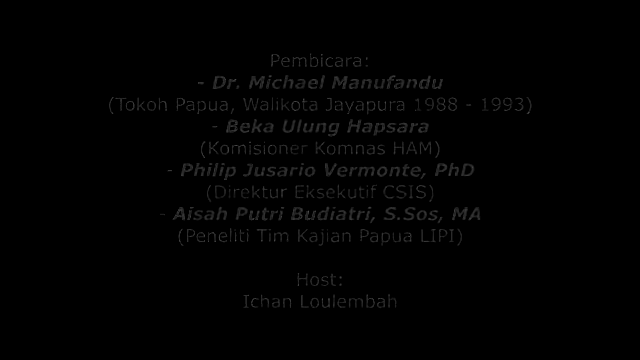 Pembicara:
- Dr. Michael Manufandu
(Tokoh Papua, Walikota Jayapura 1988 - 1993)
- Beka Ulung Hapsara
(Komisioner Komnas HAM)
- Philip Jusario Vermonte, PhD
(Direktur Eksekutif CSIS)
- Aisah Putri Budiatri, S.Sos, MA
(Peneliti Tim Kajian Papua LIPI)
Host:
Ichan Loulembah